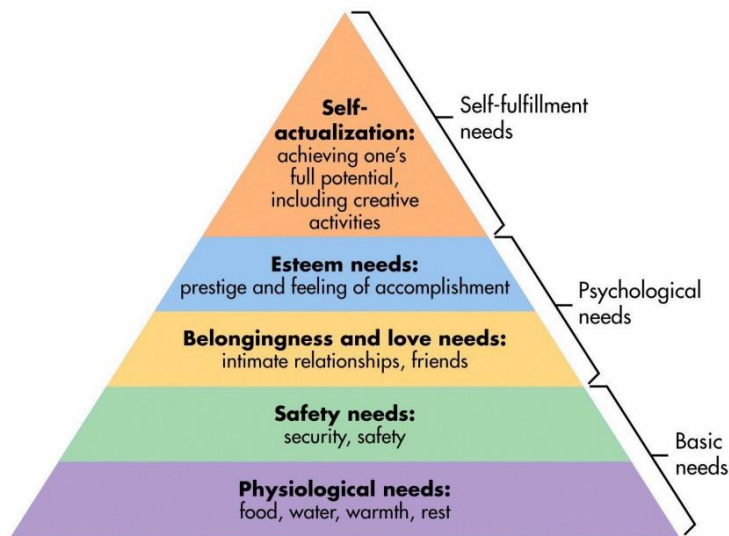 Self-
actualization:
achieving one's
full potential,
including creative
activities
Self-fulfillment
needs
Esteem needs:
prestige and feeling of accomplishment
Psychological
needs
Belongingness and love needs:
intimate relationships, friends
Safety needs:
security, safety
Basic
needs
Physiological needs:
food, water, warmth, rest